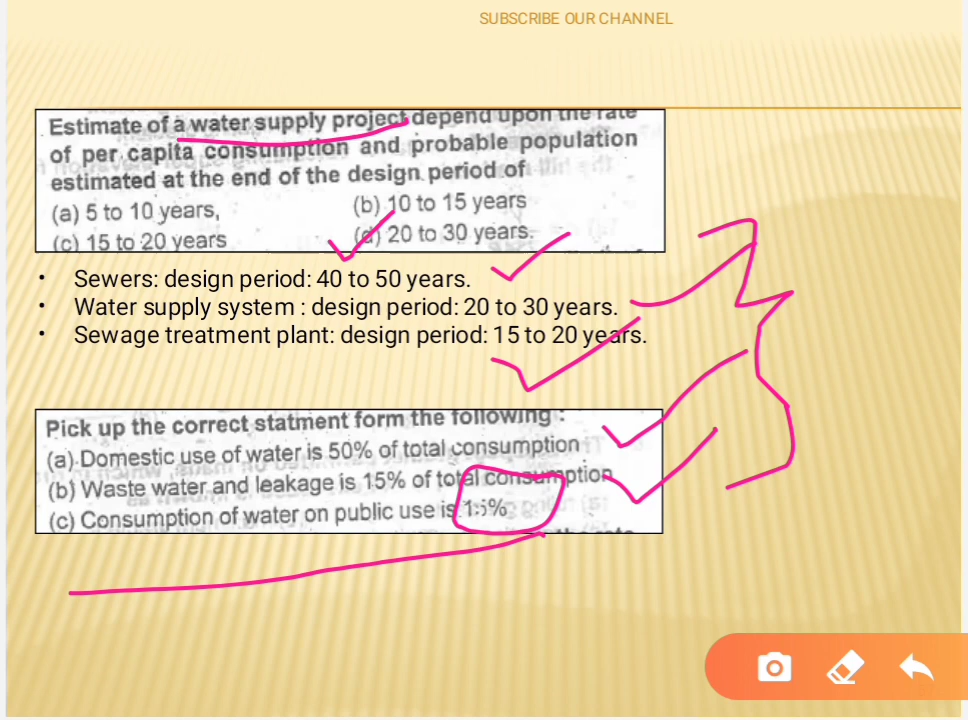 SUBSCRIBE OUR CHANNEL
Estimate of a water supply project depend upon the rate
of per capita consumption and probable population
estimated at the end of the design period of
(a) 5 to 10 years, (b) 10 to 15 years
(c) 15 to 20 years (d) 20 to 30 years.
• Sewers: design period: 40 to 50 years.
• Water supply system : design period: 20 to 30 years.
• Sewage treatment plant: design period: 15 to 20 years.
Pick up the correct statment form the following :
(a) Domestic use of water is 50% of total consumption
(b) Waste water and leakage is 15% of total consumption
(c) Consumption of water on public use is